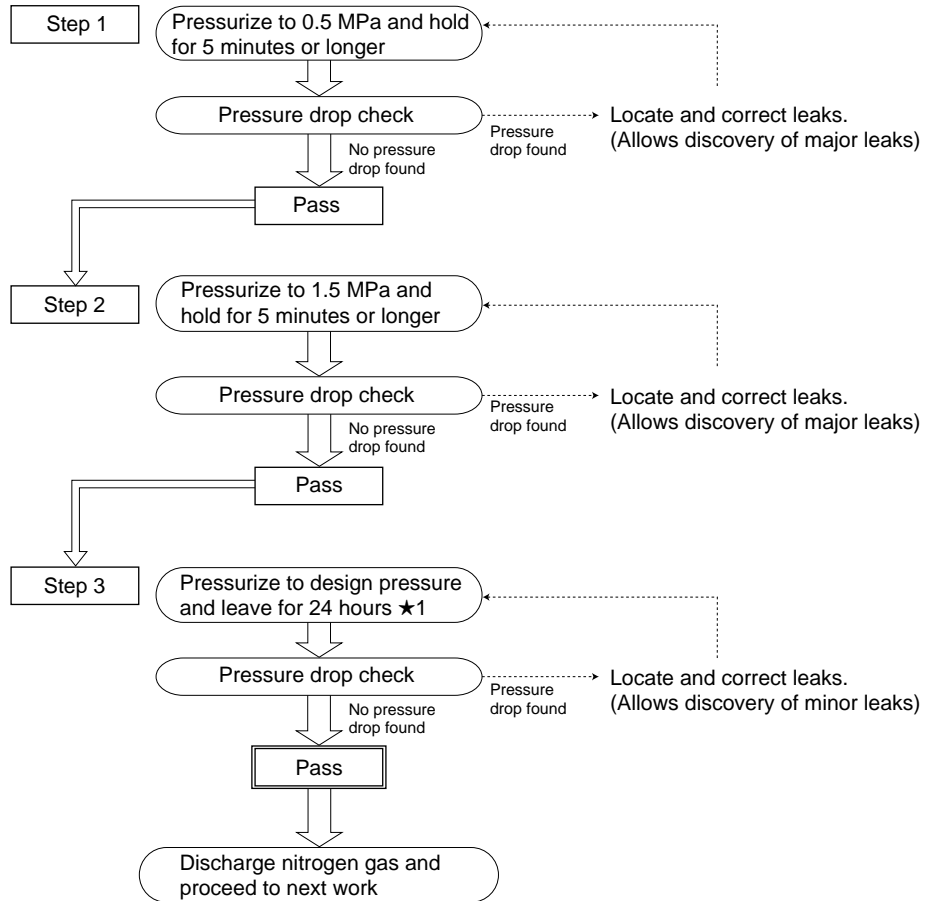 Step 1
Pressurize to 0.5 MPa and hold
for 5 minutes or longer
Pressure drop check
Pressure
drop found
Locate and correct leaks.
(Allows discovery of major leaks)
No pressure
drop found
Pass
Step 2
Pressurize to 1.5 MPa and
hold for 5 minutes or longer
Pressure drop check
Pressure
drop found
Locate and correct leaks.
(Allows discovery of major leaks)
No pressure
drop found
Pass
Step 3
Pressurize to design pressure
and leave for 24 hours ★1
Pressure drop check
Pressure
drop found
Locate and correct leaks.
(Allows discovery of minor leaks)
No pressure
drop found
Pass
Discharge nitrogen gas and
proceed to next work